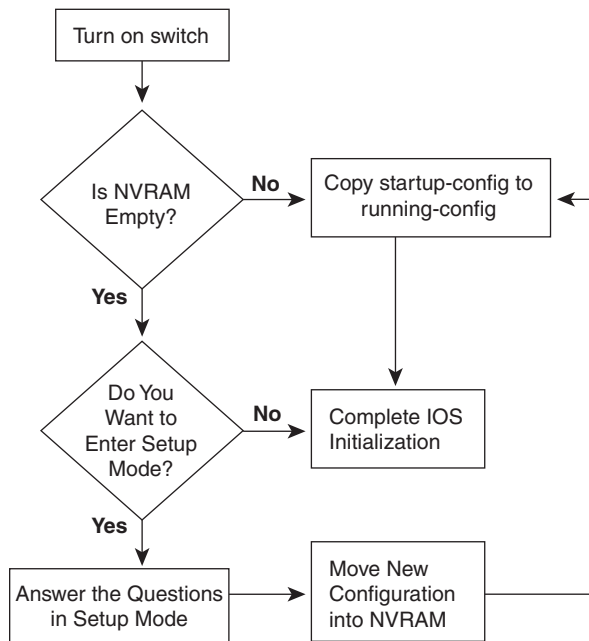 Turn on switch
Is NVRAM
Empty?
No
Copy startup-config to
running-config
Yes
Do You
Want to
Enter Setup
Mode?
No
Complete IOS
Initialization
Yes
Answer the Questions
in Setup Mode
Move New
Configuration
into NVRAM